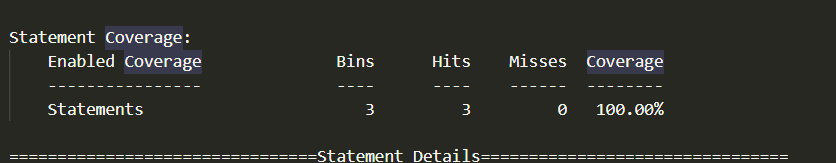 Statement Coverage:
Enabled Coverage Bins Hits Misses Coverage
---------------- ---- ---- ------ --------
Statements 3 3 0 100.00%
================================Statement Details================================